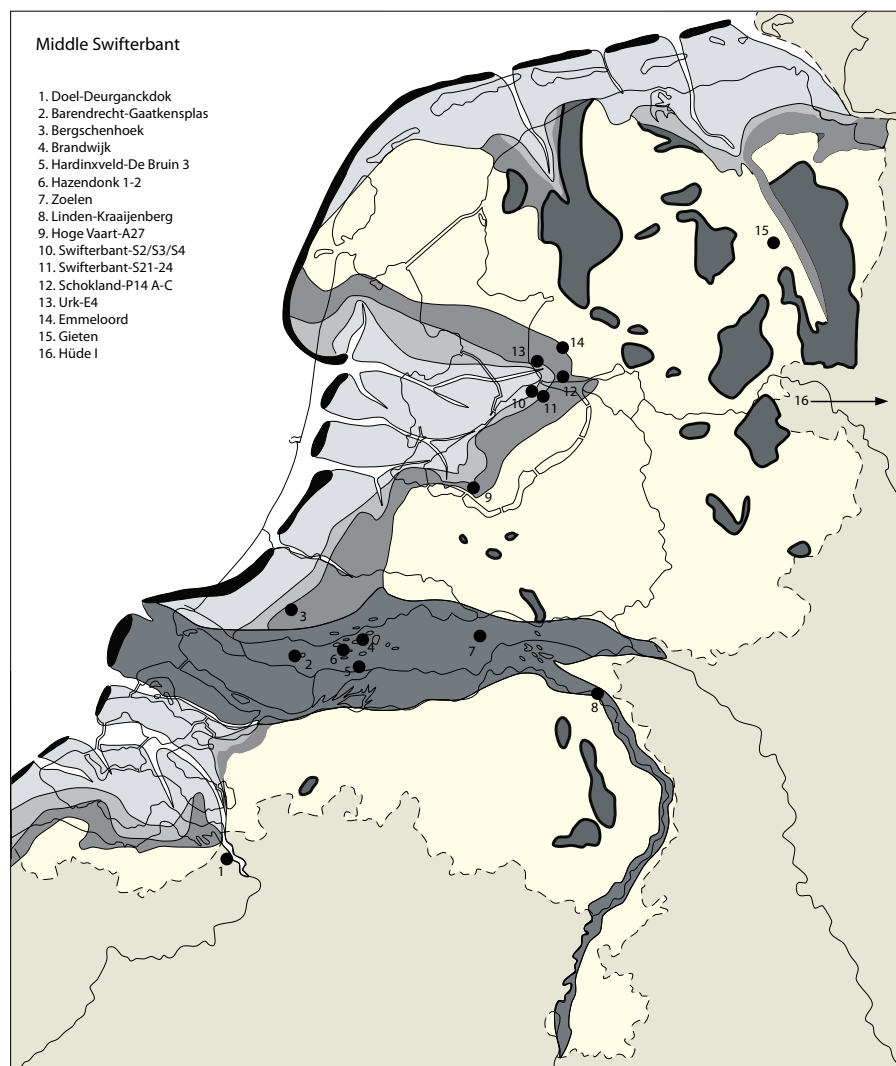 Middle Swifterbant
1. Doel-Deurganckdok
2. Barendrecht-Gaatkensplas
3. Bergschenhoek
4. Brandwijk
5. Hardinxveld-De Bruin 3
6. Hazendonk 1-2
7. Zoelen
8. Linden-Kraaijenberg
9. Hoge Vaart-A27
10. Swifterbant-S2/S3/S4
11. Swifterbant-S21-24
12. Schokland-P14 A-C
13. Urk-E4
14. Emmeloord
15. Gieten
16. Hüde I
15
14
13
12
16
10
11
9
3
4
7
6
2
5
8
1